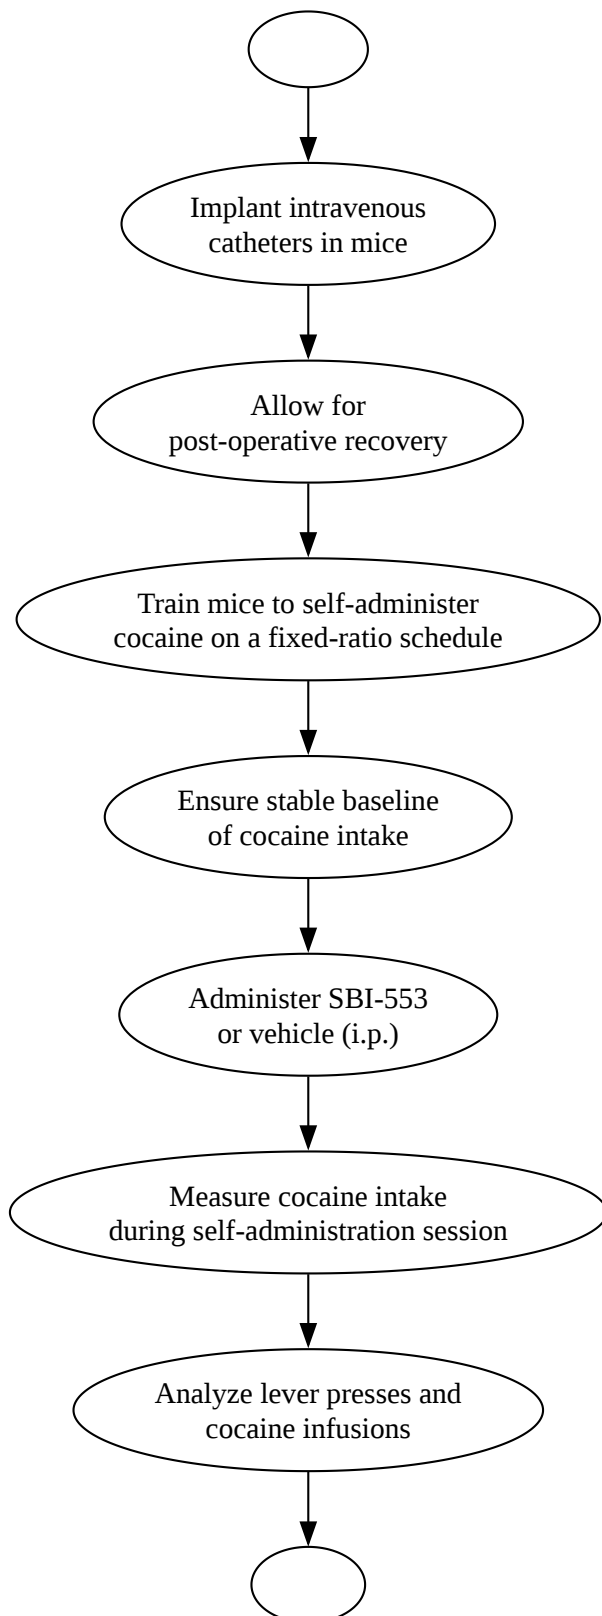 Implant intravenous
catheters in mice
Allow for
post-operative recovery
Train mice to self-administer
cocaine on a fixed-ratio schedule
Ensure stable baseline
of cocaine intake
Administer SBI-553
or vehicle (i.p.)
Measure cocaine intake
during self-administration session
Analyze lever presses and
cocaine infusions